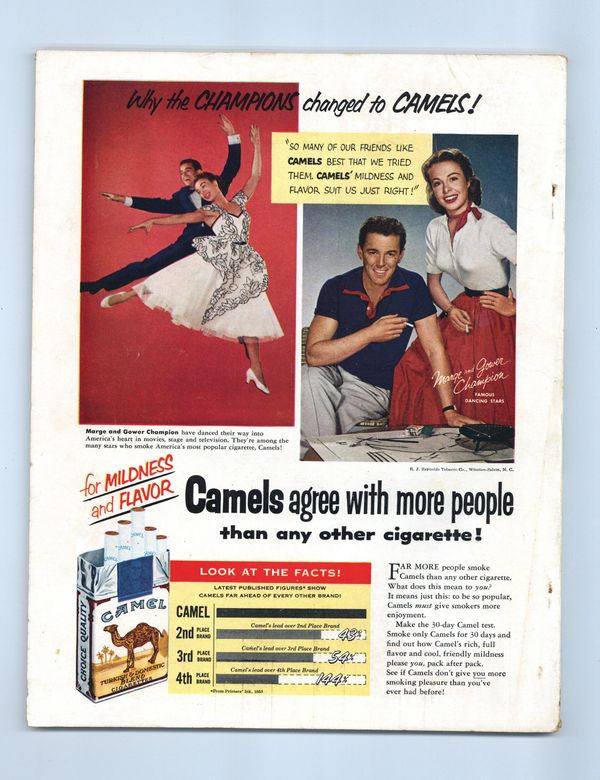 Why the CHAMPIONS changed to CAMELS!
"SO MANY OF OUR FRIENDS LIKE
CAMELS BEST THAT WE TRIED
THEM. CAMELS' MILDNESS AND
FLAVOR SUIT US JUST RIGHT!"
Marge and Gower
Champion
FAMOUS
DANCING STARS
Marge and Gower Champion have danced their way into
America's heart in movies, stage and television. They're among the
many stars who smoke America's most popular cigarette, Camels!
R. J. Reynolds Tobacco Co., Winston-Salem, N. C.
for MILDNESS
and FLAVOR
Camels agree with more people
than any other cigarette!
CAMEL
CHOICE QUALITY
TURKISH & DOMESTIC
BLEND
CIGARETTES
LOOK AT THE FACTS!
LATEST PUBLISHED FIGURES* SHOW
CAMELS FAR AHEAD OF EVERY OTHER BRAND!
CAMEL
2nd PLACE BRAND
Camel's lead over 2nd Place Brand
3rd PLACE BRAND
Camel's lead over 3rd Place Brand
4th PLACE BRAND
Camel's lead over 4th Place Brand
144%
*From Printers' Ink, 1953
FAR MORE people smoke
Camels than any other cigarette.
What does this mean to you?
It means just this: to be so popular,
Camels must give smokers more
enjoyment.
Make the 30-day Camel test.
Smoke only Camels for 30 days and
find out how Camel's rich, full
flavor and cool, friendly mildness
please you, pack after pack.
See if Camels don't give you more
smoking pleasure than you've
ever had before!